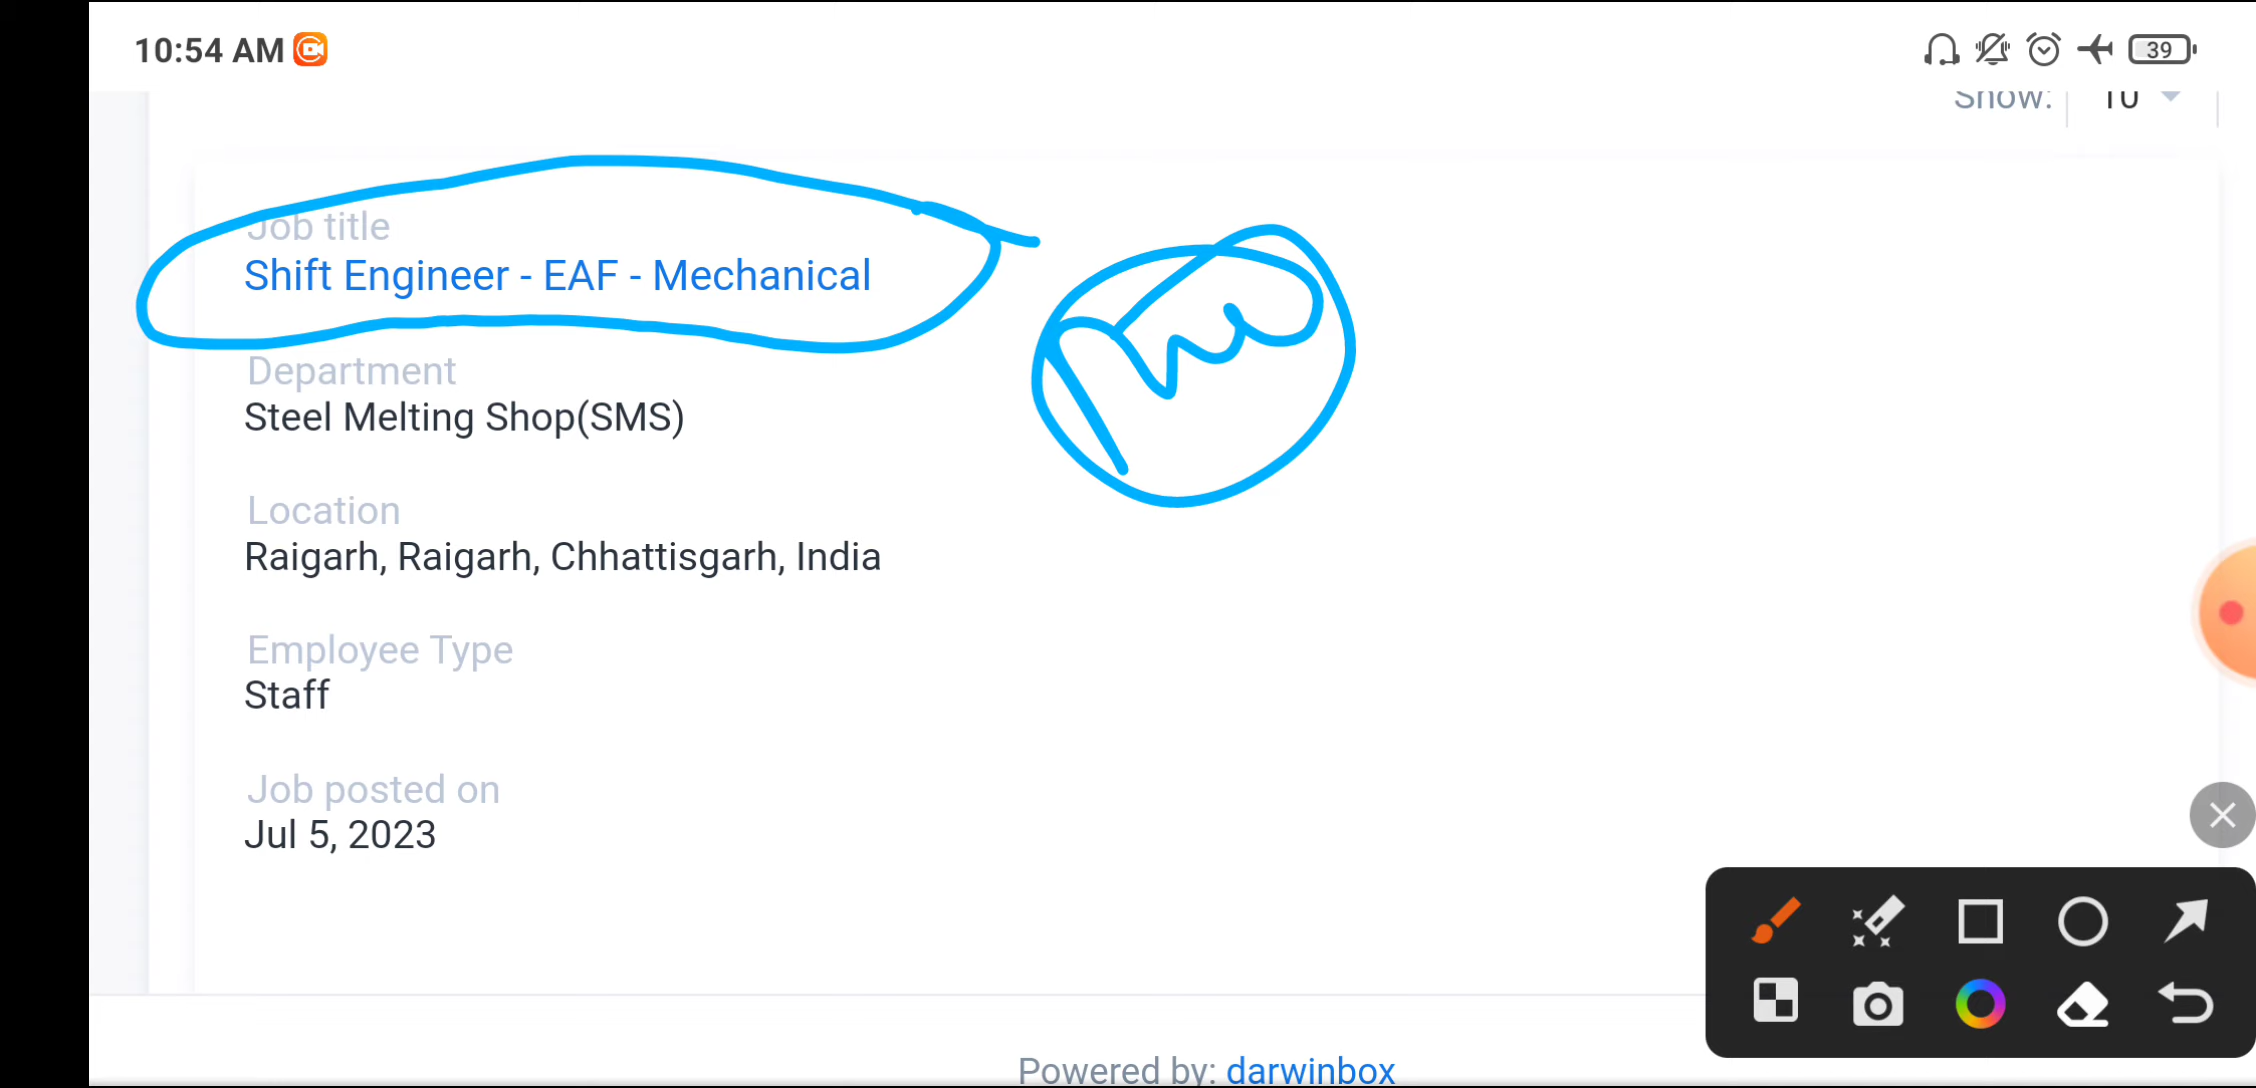 10:54 AM
39
Show: 10
Job title
Shift Engineer - EAF - Mechanical
Department
Steel Melting Shop(SMS)
Location
Raigarh, Raigarh, Chhattisgarh, India
Employee Type
Staff
Job posted on
Jul 5, 2023
Powered by: darwinbox